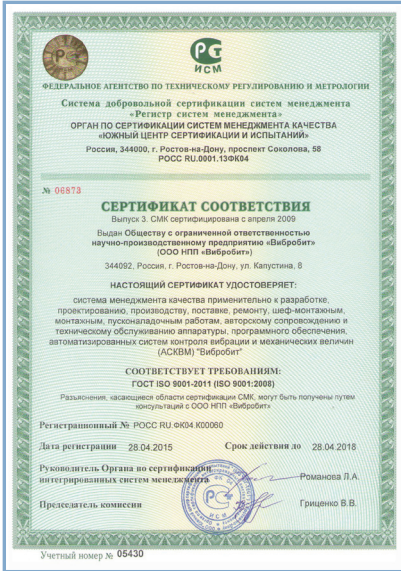 РСТ
ИСМ
ФЕДЕРАЛЬНОЕ АГЕНТСТВО ПО ТЕХНИЧЕСКОМУ РЕГУЛИРОВАНИЮ И МЕТРОЛОГИИ
Система добровольной сертификации систем менеджмента
«Регистр систем менеджмента»
ОРГАН ПО СЕРТИФИКАЦИИ СИСТЕМ МЕНЕДЖМЕНТА КАЧЕСТВА
«ЮЖНЫЙ ЦЕНТР СЕРТИФИКАЦИИ И ИСПЫТАНИЙ»
Россия, 344000, г. Ростов-на-Дону, проспект Соколова, 58
РОСС RU.0001.13ФК04
№ 06873
СЕРТИФИКАТ СООТВЕТСТВИЯ
Выпуск 3. СМК сертифицирована с апреля 2009
Выдан Обществу с ограниченной ответственностью
научно-производственному предприятию «Вибробит»
(ООО НПП «Вибробит»)
344092, Россия, г. Ростов-на-Дону, ул. Капустина, 8
НАСТОЯЩИЙ СЕРТИФИКАТ УДОСТОВЕРЯЕТ:
система менеджмента качества применительно к разработке,
проектированию, производству, поставке, ремонту, шеф-монтажным,
монтажным, пусконаладочным работам, авторскому сопровождению и
техническому обслуживанию аппаратуры, программного обеспечения,
автоматизированных систем контроля вибрации и механических величин
(АСКВМ) "Вибробит"
СООТВЕТСТВУЕТ ТРЕБОВАНИЯМ:
ГОСТ ISO 9001-2011 (ISO 9001:2008)
Разъяснения, касающиеся области сертификации СМК, могут быть получены путем
консультаций с ООО НПП «Вибробит»
Регистрационный № РОСС RU.ФК04.К00060
Дата регистрации 28.04.2015 Срок действия до 28.04.2018
Руководитель Органа по сертификации
интегрированных систем менеджмента Романова Л.А.
Председатель комиссии Гриценко В.В.
Учетный номер № 05430